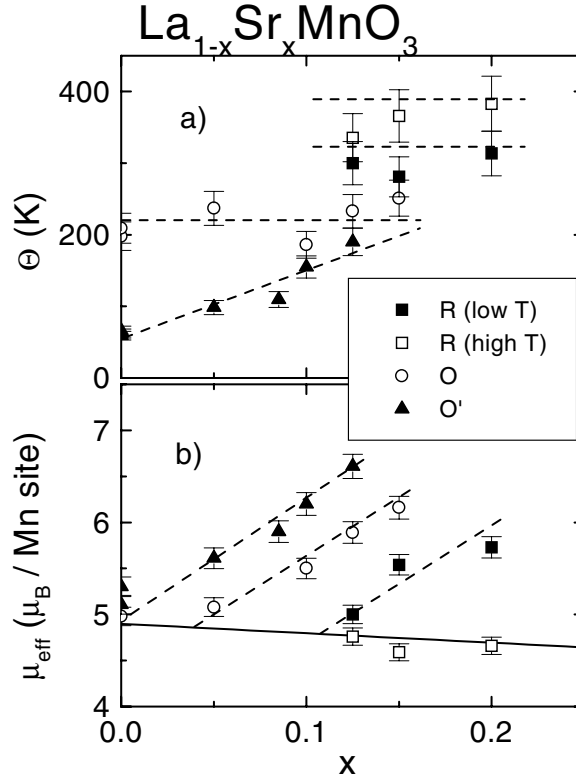 La1-xSrxMnO3
a)
400
200
0
Θ (K)
R (low T)
R (high T)
O
O'
b)
7
6
5
4
μeff (μB / Mn site)
0.0 0.1 0.2
x